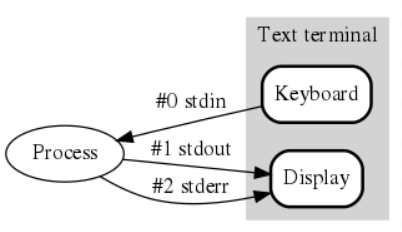 Text terminal
Keyboard
#0 stdin
Process
#1 stdout
#2 stderr
Display